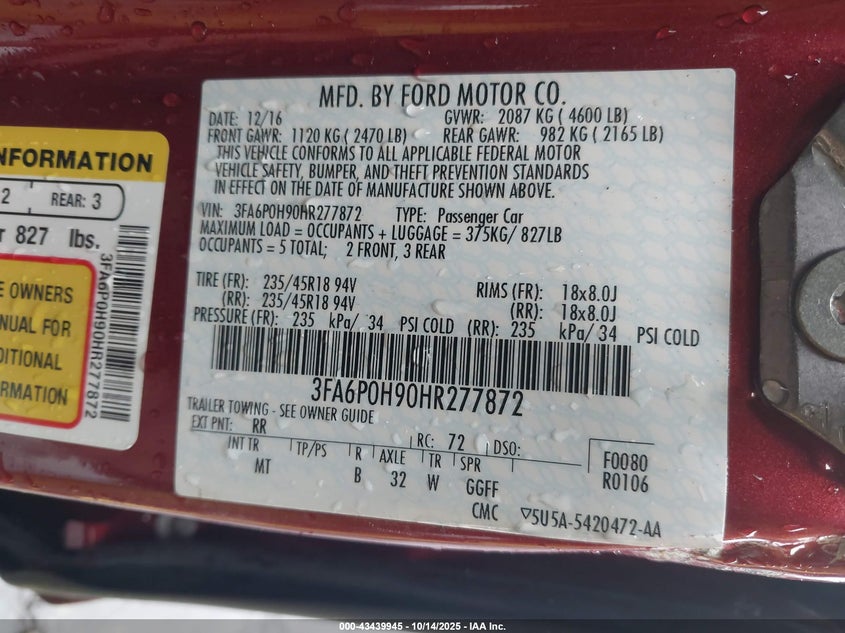 MFD. BY FORD MOTOR CO.
DATE: 12/16 GVWR: 2087 KG ( 4600 LB)
FRONT GAWR: 1120 KG ( 2470 LB) REAR GAWR: 982 KG ( 2165 LB)
THIS VEHICLE CONFORMS TO ALL APPLICABLE FEDERAL MOTOR
VEHICLE SAFETY, BUMPER, AND THEFT PREVENTION STANDARDS
IN EFFECT ON THE DATE OF MANUFACTURE SHOWN ABOVE.
VIN: 3FA6P0H90HR277872 TYPE: Passenger Car
MAXIMUM LOAD = OCCUPANTS + LUGGAGE = 375KG/ 827LB
OCCUPANTS = 5 TOTAL; 2 FRONT, 3 REAR
TIRE (FR): 235/45R18 94V RIMS (FR): 18x8.0J
(RR): 235/45R18 94V (RR): 18x8.0J
PRESSURE (FR): 235 kPa/ 34 PSI COLD (RR): 235 kPa/ 34 PSI COLD
3FA6P0H90HR277872
TRAILER TOWING - SEE OWNER GUIDE
EXT PNT: RR RC: 72 DSO:
INT TR TP/PS R AXLE TR SPR
MT B 32 W GGFF
CMC
F0080
R0106
▽5U5A-5420472-AA
INFORMATION
2 REAR: 3
r 827 lbs.
E OWNERS
NUAL FOR
DITIONAL
ORMATION
3FA6P0H90HR277872
000-43439945 - 10/14/2025 - IAA Inc.